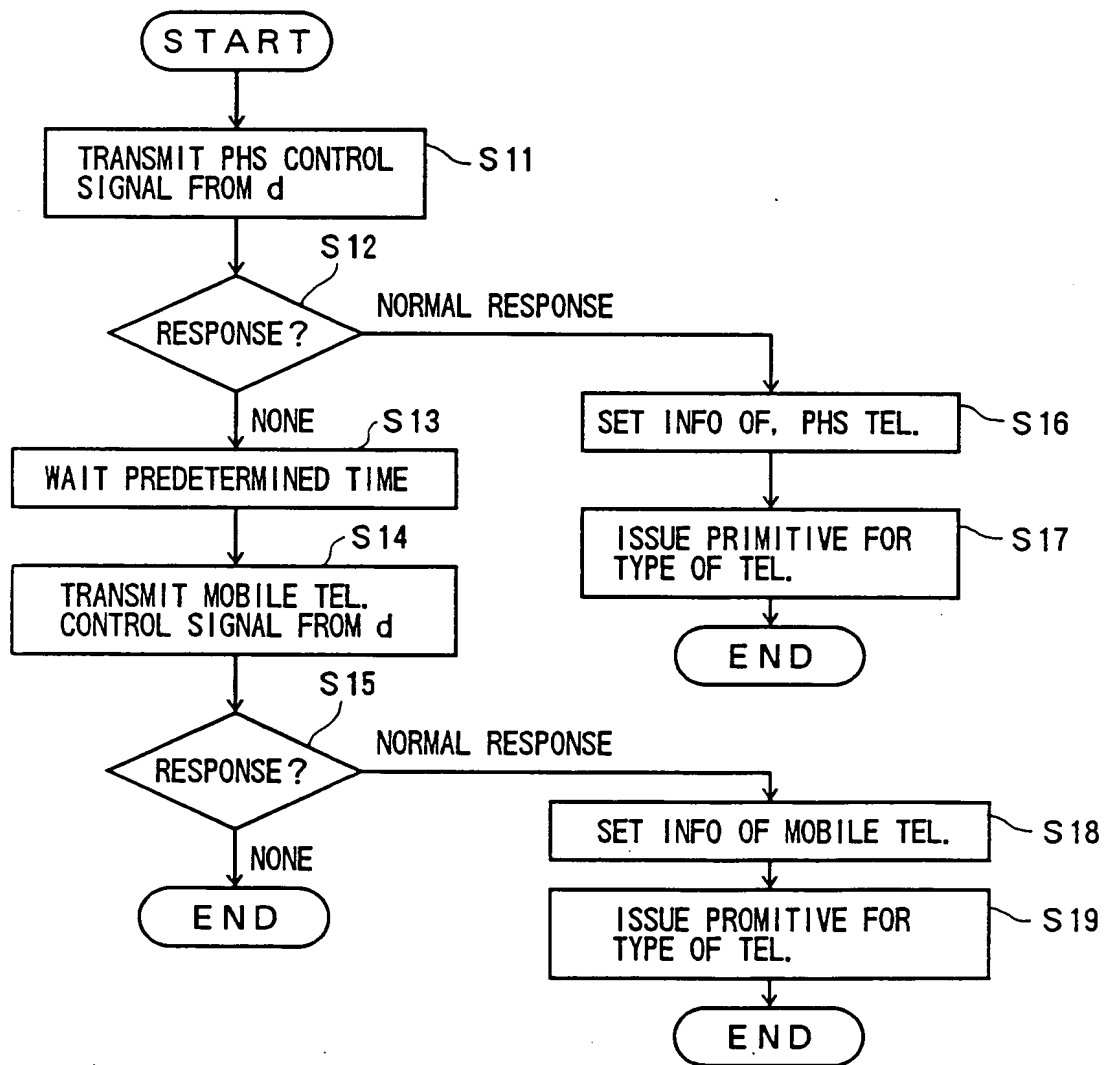 START
TRANSMIT PHS CONTROL
SIGNAL FROM d
S11
S12
RESPONSE?
NORMAL RESPONSE
NONE
S13
WAIT PREDETERMINED TIME
SET INFO OF, PHS TEL.
S16
S14
TRANSMIT MOBILE TEL.
CONTROL SIGNAL FROM d
ISSUE PRIMITIVE FOR
TYPE OF TEL.
S17
END
S15
RESPONSE?
NORMAL RESPONSE
NONE
END
SET INFO OF MOBILE TEL.
S18
ISSUE PROMITIVE FOR
TYPE OF TEL.
S19
END